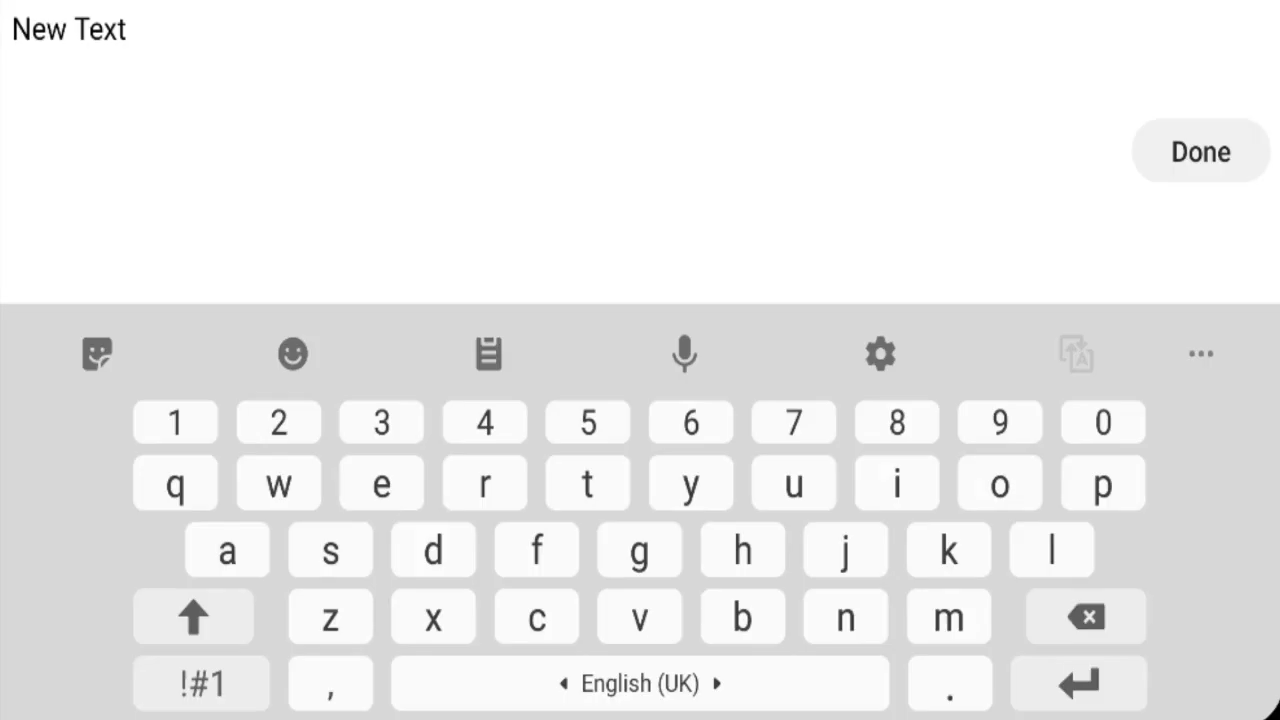 New Text
Done
1 2 3 4 5 6 7 8 9 0
q w e r t y u i o p
a s d f g h j k l
z x c v b n m
!#1 , English (UK) .